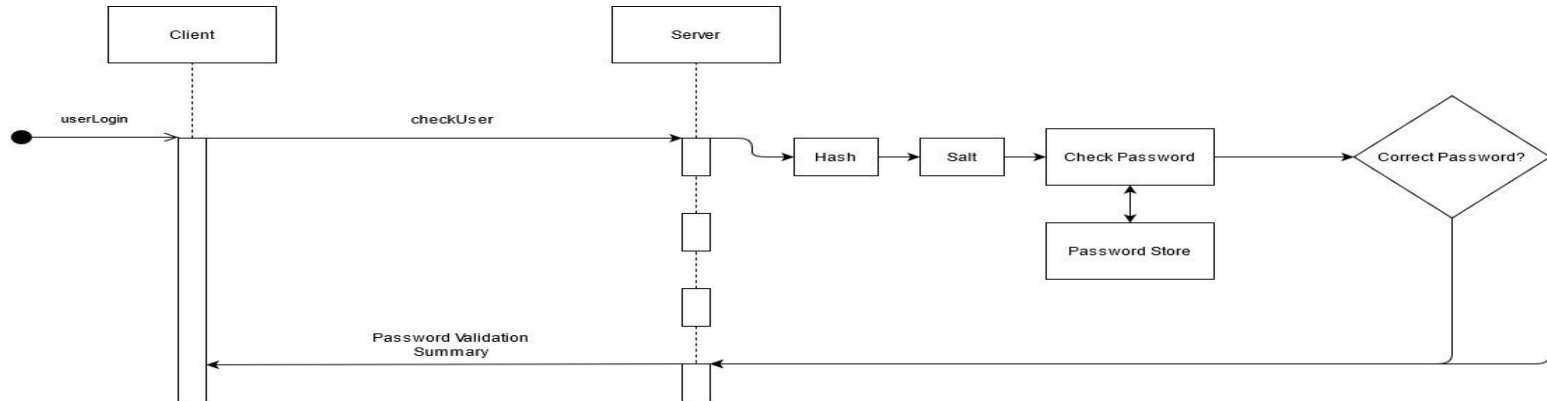 Client
Server
userLogin
checkUser
Hash
Salt
Check Password
Correct Password?
Password Store
Password Validation
Summary